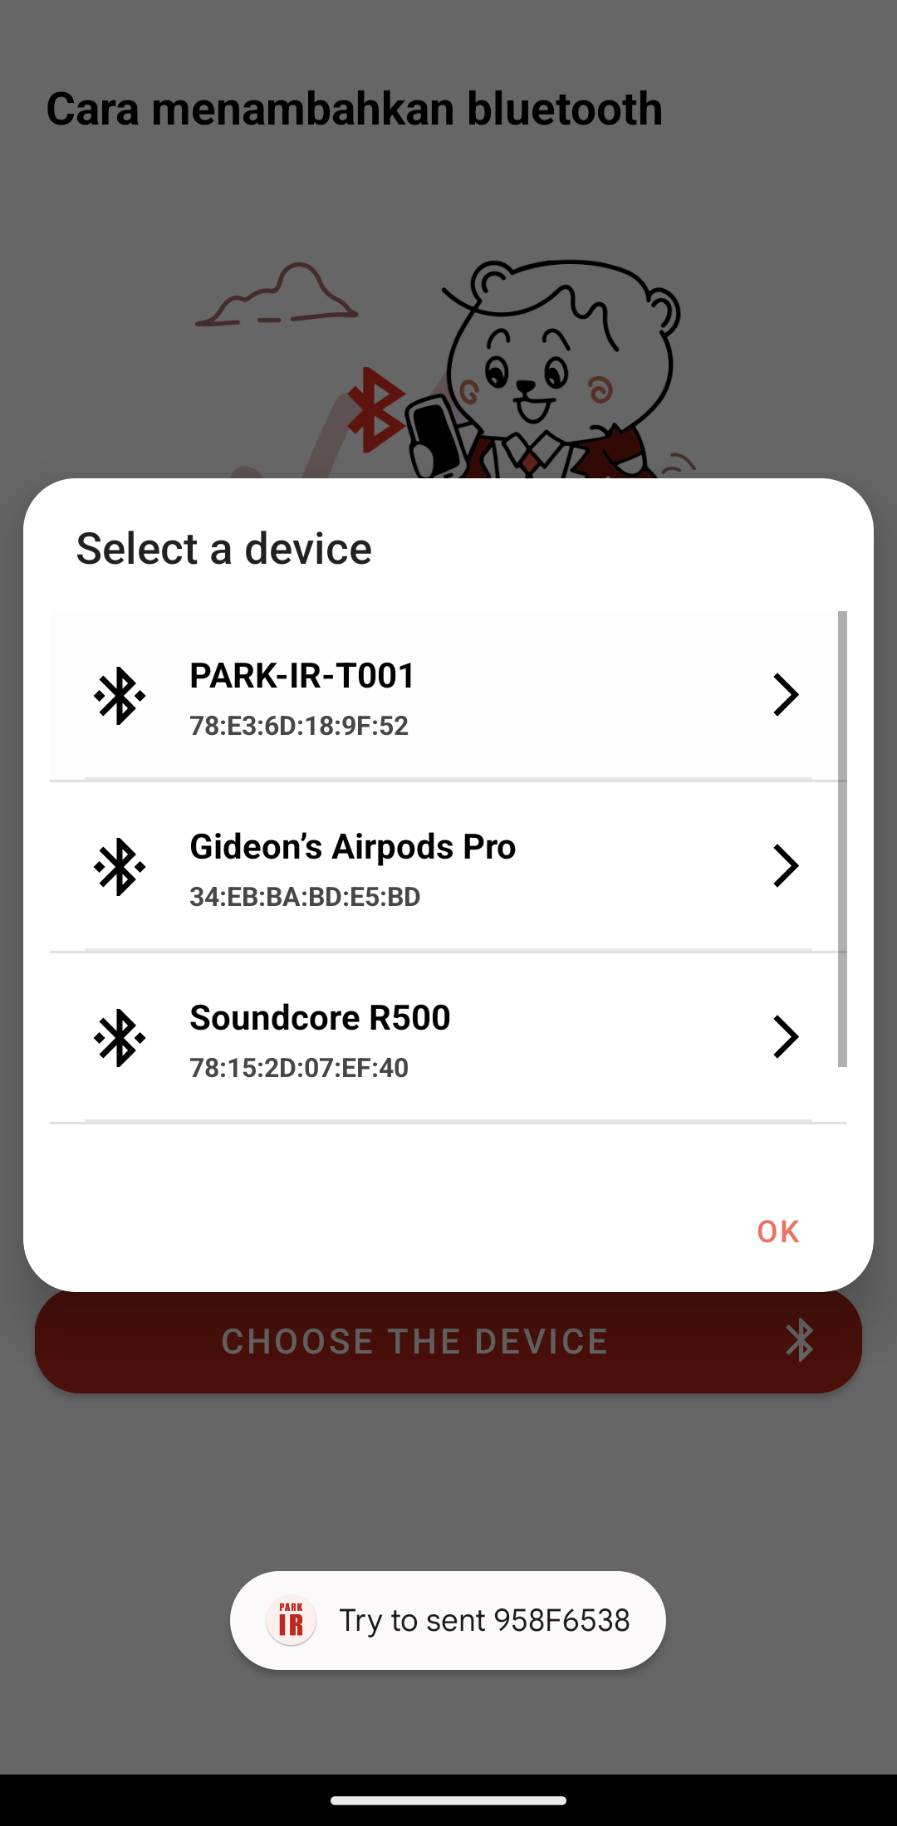 Cara menambahkan bluetooth
Select a device
PARK-IR-T001
78:E3:6D:18:9F:52
Gideon’s Airpods Pro
34:EB:BA:BD:E5:BD
Soundcore R500
78:15:2D:07:EF:40
OK
CHOOSE THE DEVICE
PARK
IR
Try to sent 958F6538